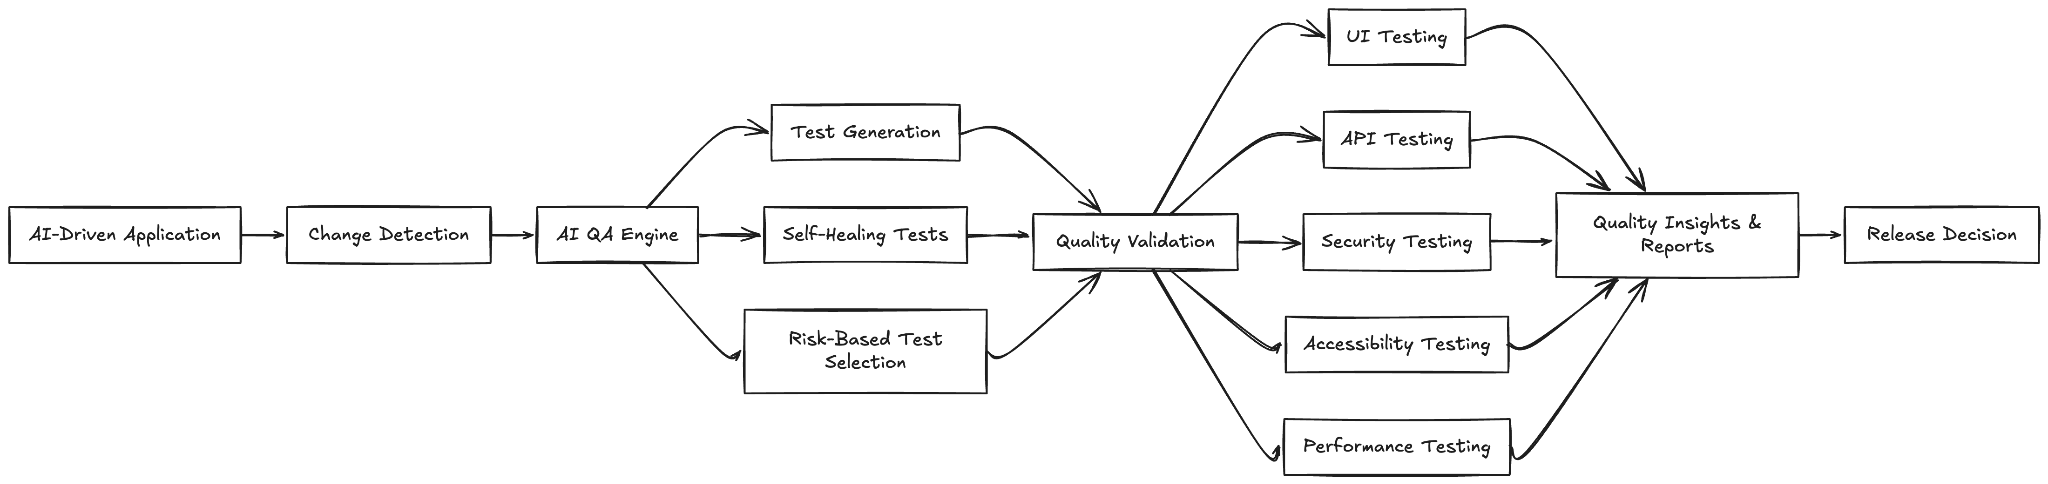 AI-Driven Application
Change Detection
AI QA Engine
Test Generation
Self-Healing Tests
Risk-Based Test
Selection
Quality Validation
UI Testing
API Testing
Security Testing
Accessibility Testing
Performance Testing
Quality Insights &
Reports
Release Decision